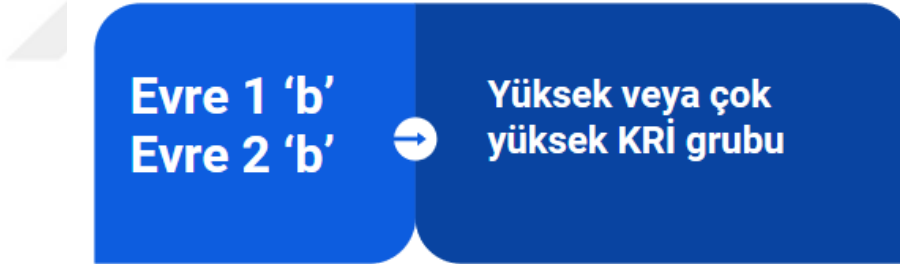 Evre 1 ‘b’
Evre 2 ‘b’
Yüksek veya çok
yüksek KRİ grubu